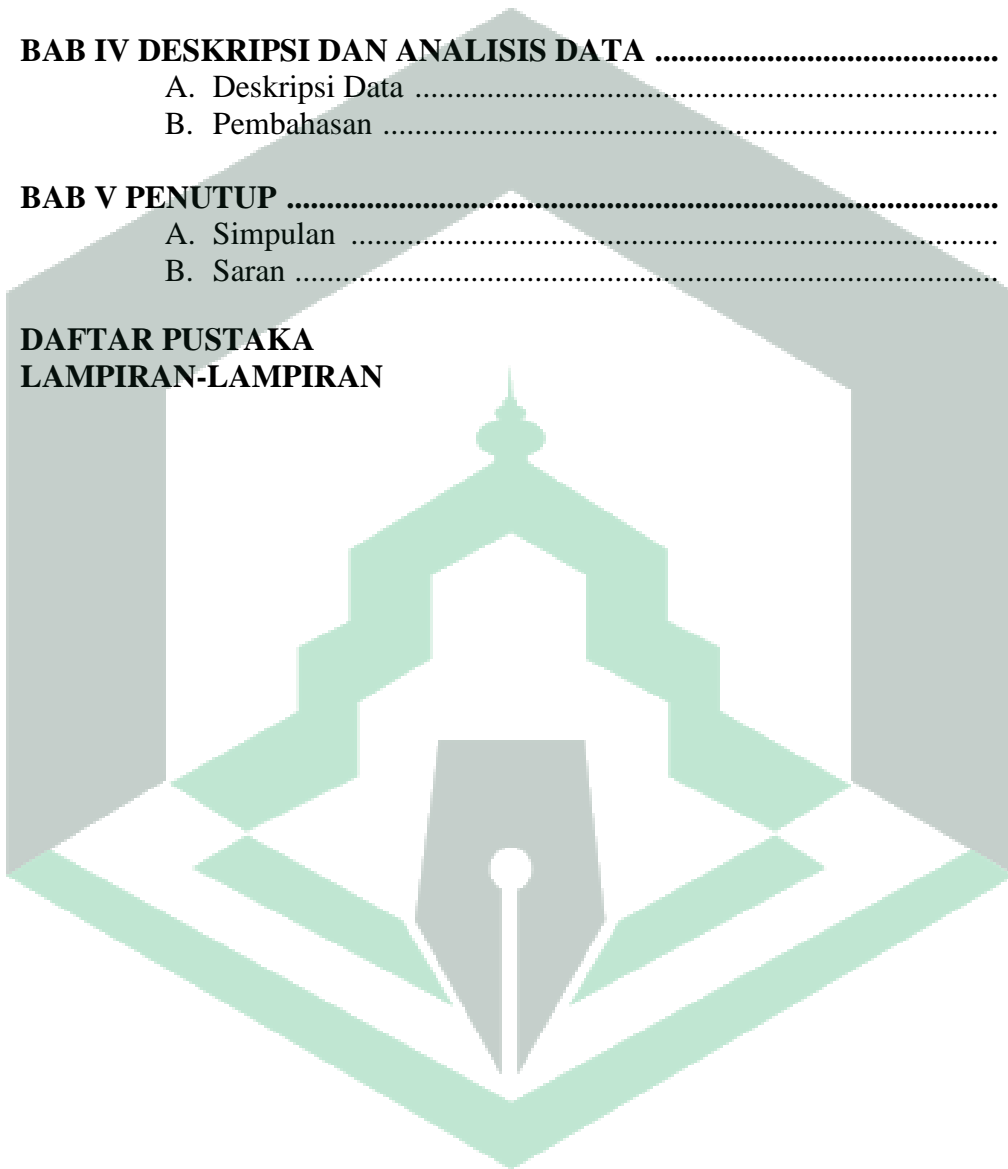 BAB IV DESKRIPSI DAN ANALISIS DATA ...........................................
A. Deskripsi Data .........................................................................
B. Pembahasan .............................................................................
BAB V PENUTUP .........................................................................................
A. Simpulan .................................................................................
B. Saran ........................................................................................
DAFTAR PUSTAKA
LAMPIRAN-LAMPIRAN